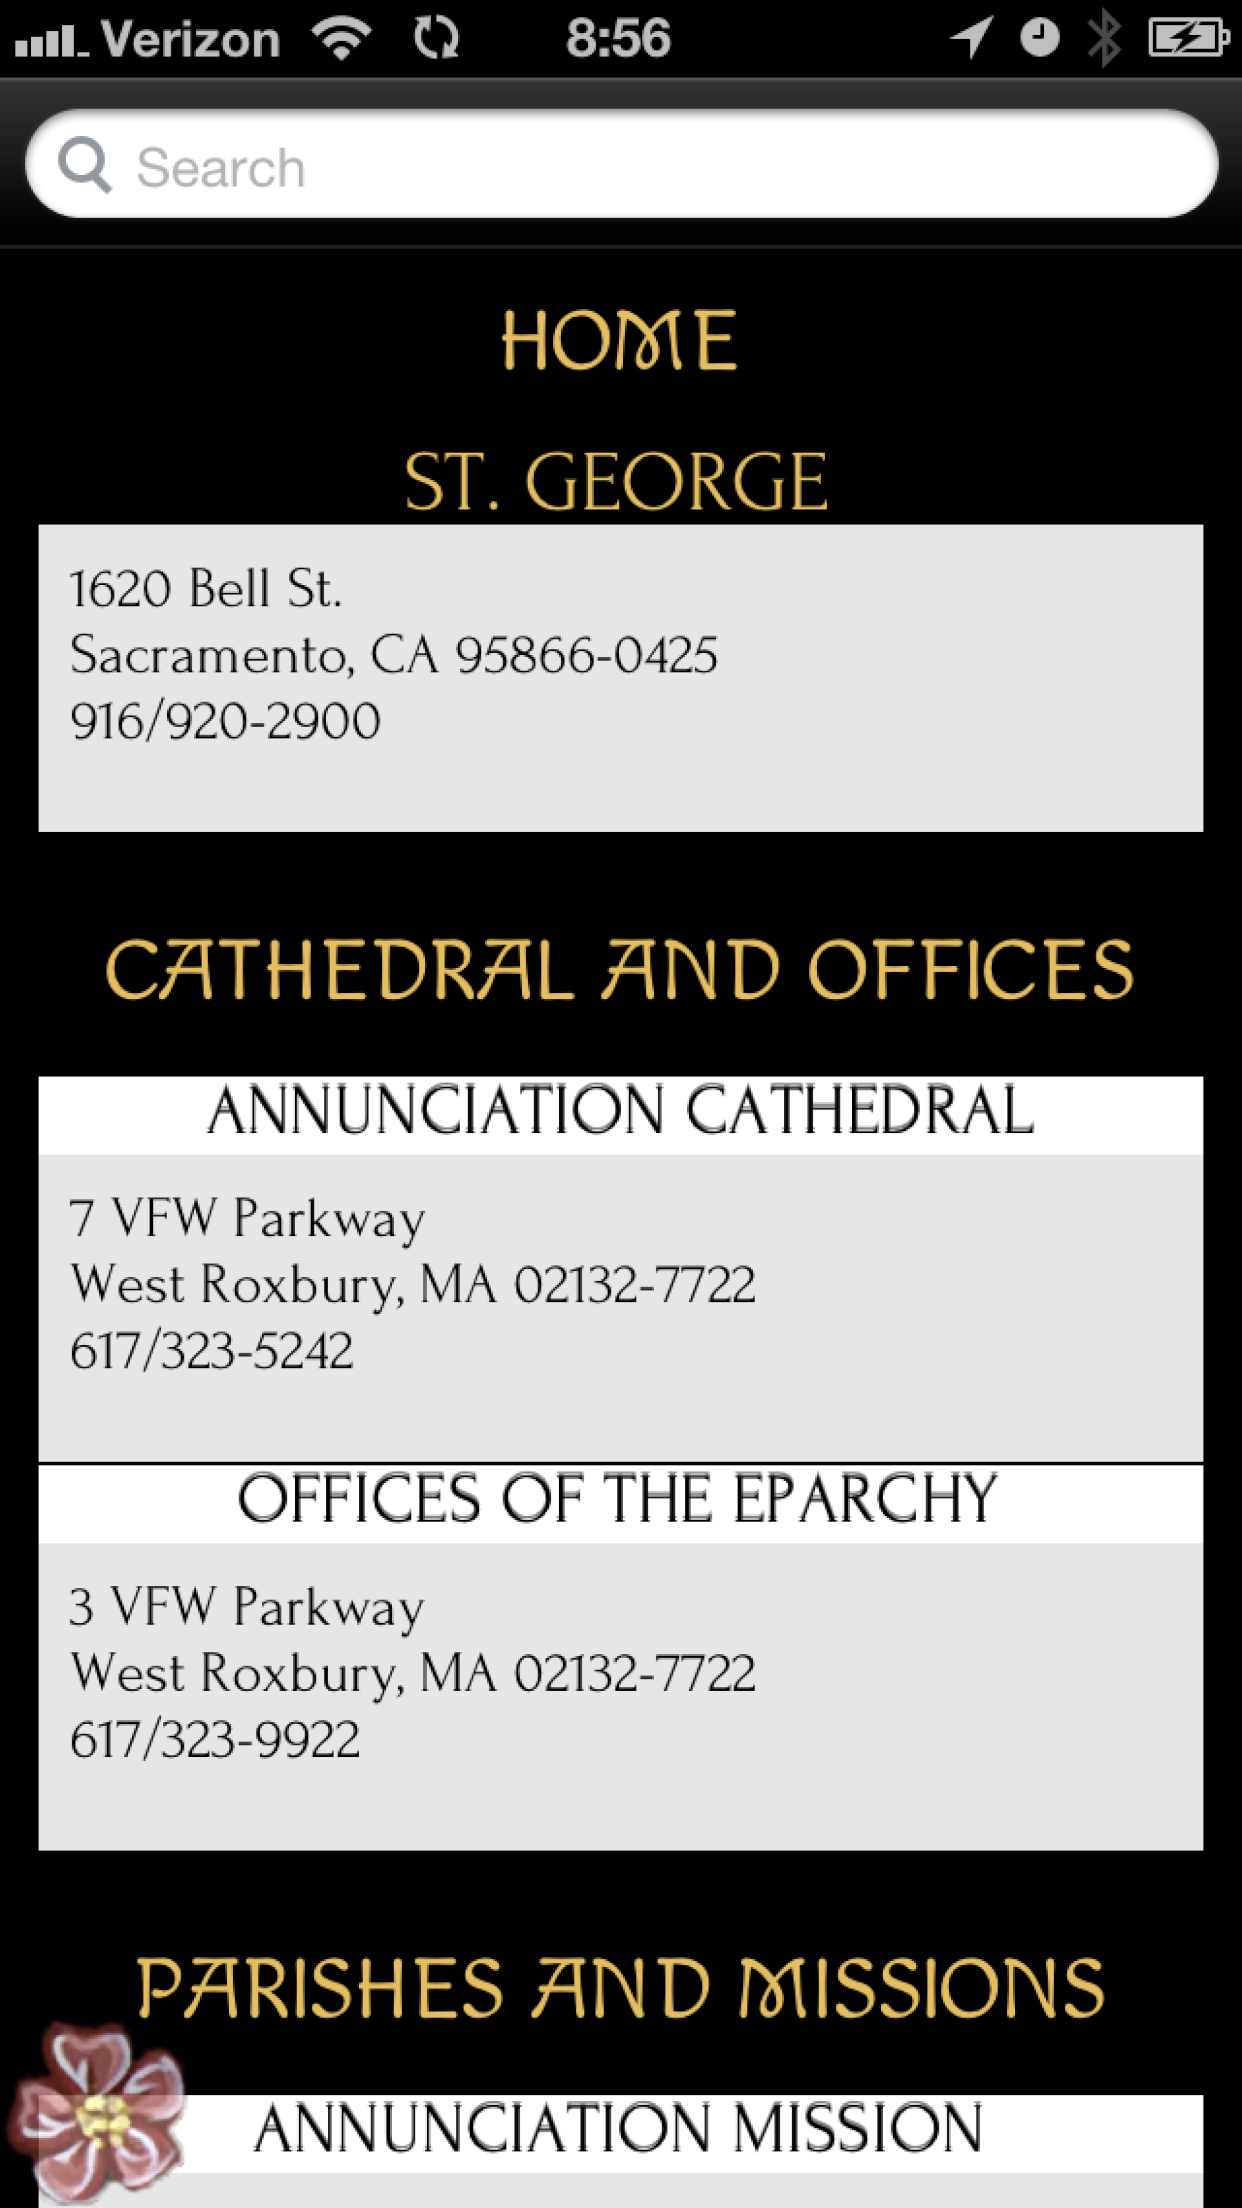 Verizon 8:56
Search
HOME
ST. GEORGE
1620 Bell St.
Sacramento, CA 95866-0425
916/920-2900
CATHEDRAL AND OFFICES
ANNUNCIATION CATHEDRAL
7 VFW Parkway
West Roxbury, MA 02132-7722
617/323-5242
OFFICES OF THE EPARCHY
3 VFW Parkway
West Roxbury, MA 02132-7722
617/323-9922
PARISHES AND MISSIONS
ANNUNCIATION MISSION